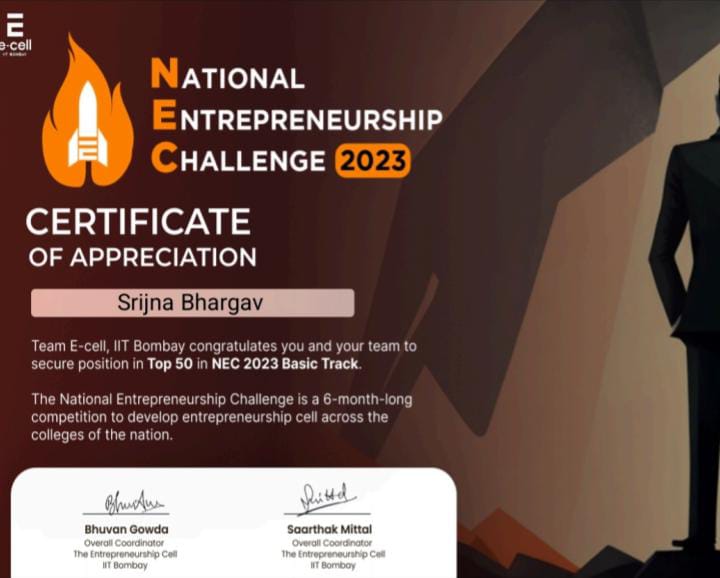 e-cell
IIT BOMBAY
NATIONAL
ENTREPRENEURSHIP
CHALLENGE 2023
CERTIFICATE
OF APPRECIATION
Srijna Bhargav
Team E-cell, IIT Bombay congratulates you and your team to
secure position in Top 50 in NEC 2023 Basic Track.
The National Entrepreneurship Challenge is a 6-month-long
competition to develop entrepreneurship cell across the
colleges of the nation.
Bhuvan Gowda
Overall Coordinator
The Entrepreneurship Cell
IIT Bombay
Saarthak Mittal
Overall Coordinator
The Entrepreneurship Cell
IIT Bombay